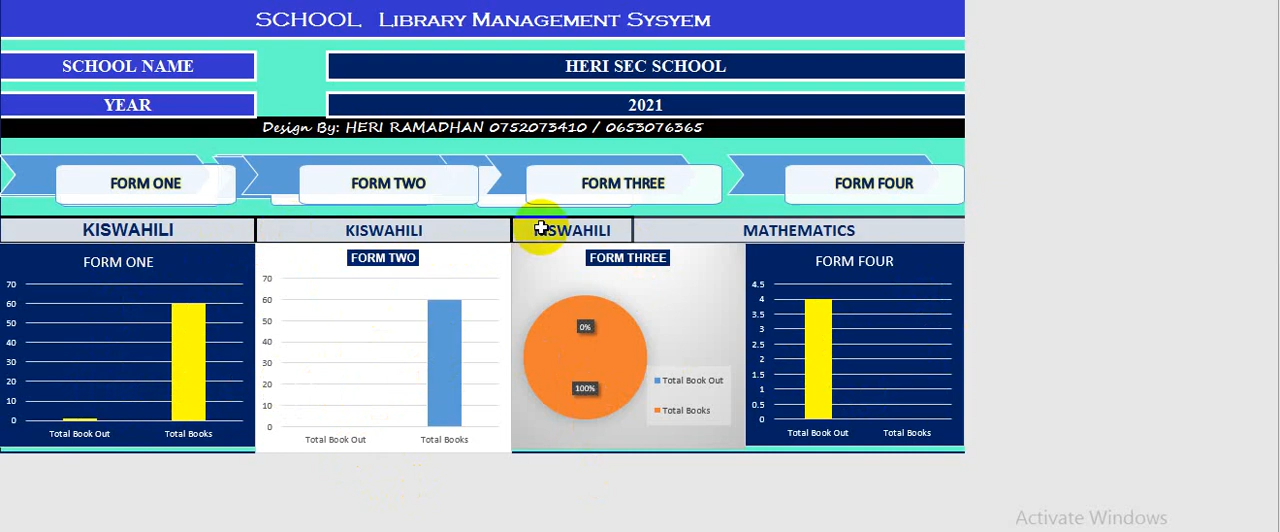 SCHOOL Library Management Sysyem
SCHOOL NAME
HERI SEC SCHOOL
YEAR
2021
Design By: HERI RAMADHAN 0752073410 / 0653076365
FORM ONE
FORM TWO
FORM THREE
FORM FOUR
KISWAHILI
KISWAHILI
KISWAHILI
MATHEMATICS
FORM ONE
70
60
50
40
30
20
10
0
Total Book Out
Total Books
FORM TWO
70
60
50
40
30
20
10
0
Total Book Out
Total Books
FORM THREE
0%
100%
Total Book Out
Total Books
FORM FOUR
4.5
4
3.5
3
2.5
2
1.5
1
0.5
0
Total Book Out
Total Books
Activate Windows